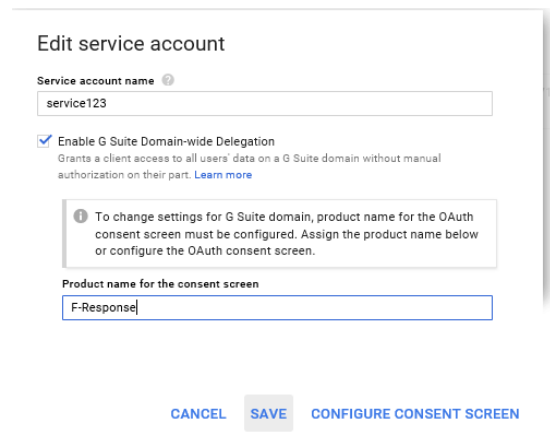 Edit service account
Service account name
service123
Enable G Suite Domain-wide Delegation
Grants a client access to all users' data on a G Suite domain without manual
authorization on their part. Learn more
To change settings for G Suite domain, product name for the OAuth
consent screen must be configured. Assign the product name below
or configure the OAuth consent screen.
Product name for the consent screen
F-Response
CANCEL SAVE CONFIGURE CONSENT SCREEN